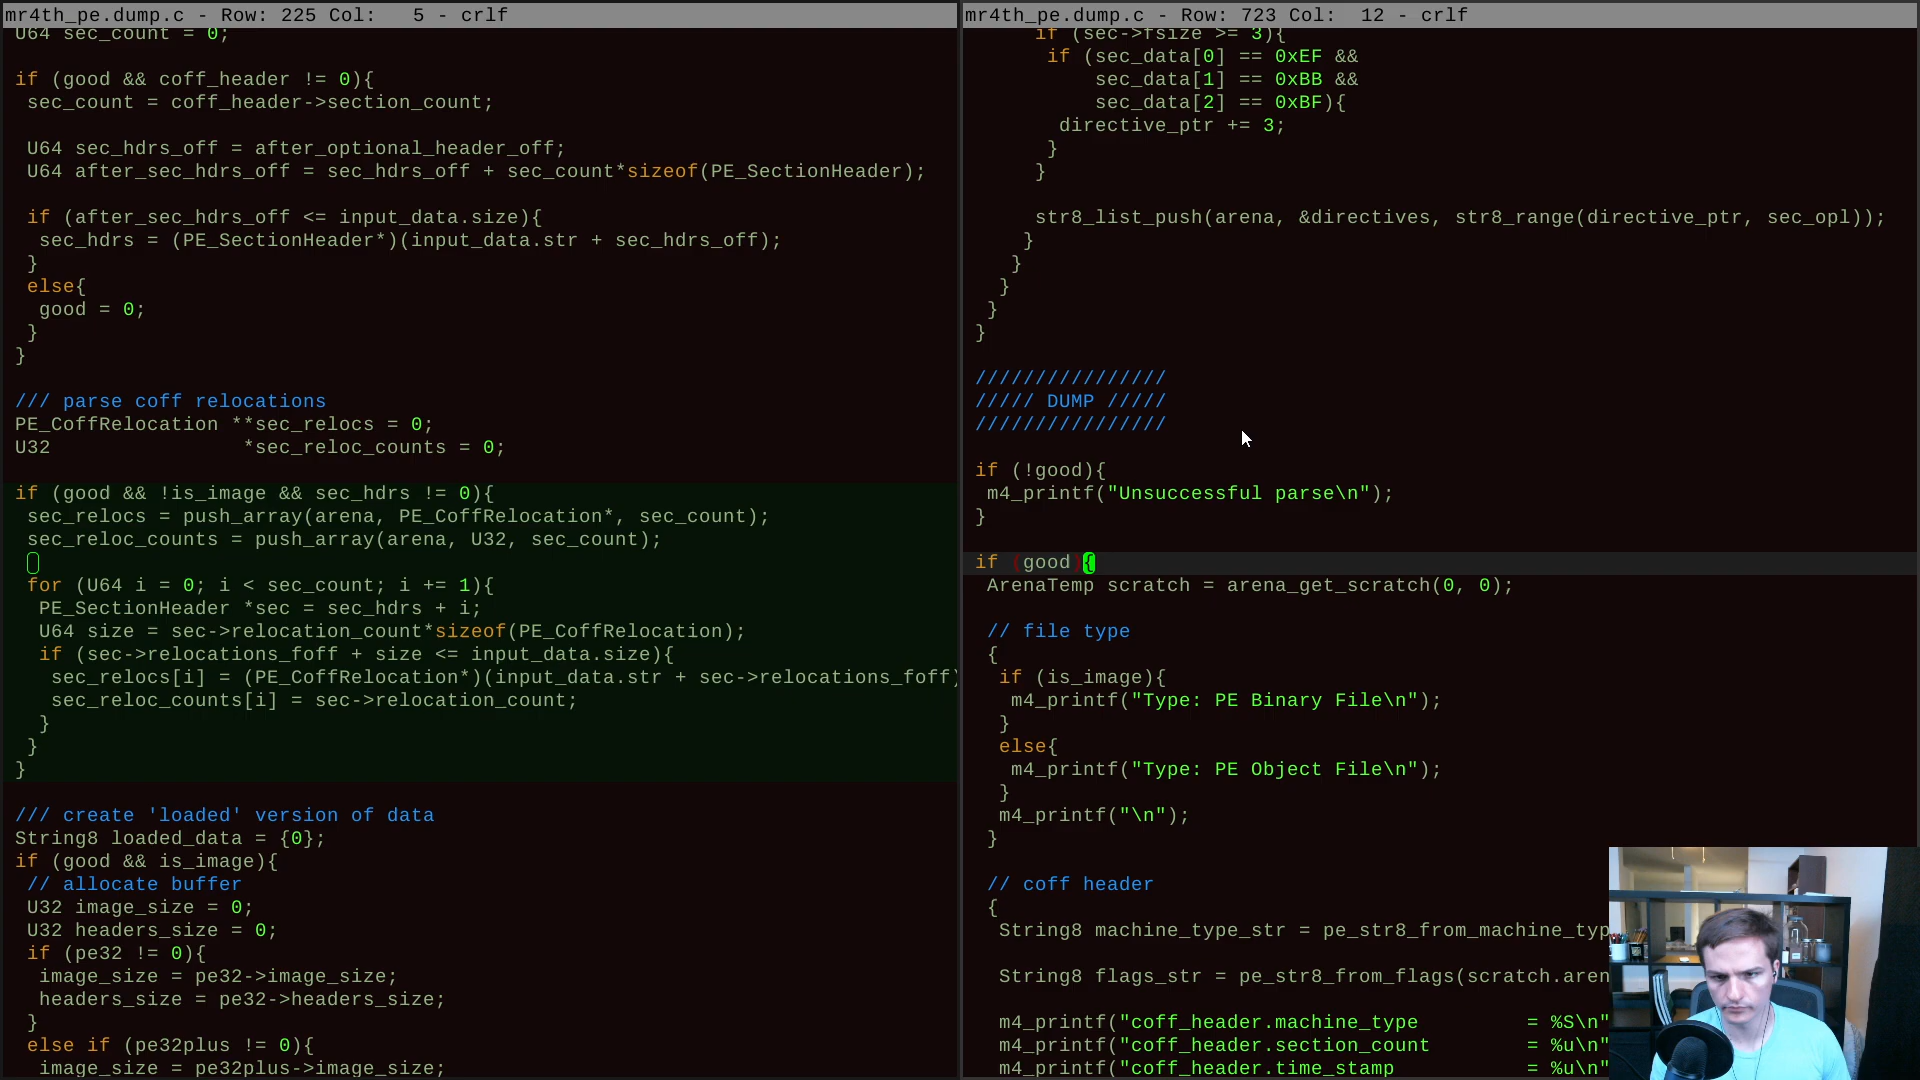 mr4th_pe.dump.c - Row: 225 Col:   5 - crlf
U64 sec_count = 0;
if (good && coff_header != 0){
sec_count = coff_header->section_count;
U64 sec_hdrs_off = after_optional_header_off;
U64 after_sec_hdrs_off = sec_hdrs_off + sec_count*sizeof(PE_SectionHeader);
if (after_sec_hdrs_off <= input_data.size){
sec_hdrs = (PE_SectionHeader*)(input_data.str + sec_hdrs_off);
}
else{
good = 0;
}
}
/// parse coff relocations
PE_CoffRelocation **sec_relocs = 0;
U32                *sec_reloc_counts = 0;
if (good && !is_image && sec_hdrs != 0){
sec_relocs = push_array(arena, PE_CoffRelocation*, sec_count);
sec_reloc_counts = push_array(arena, U32, sec_count);
for (U64 i = 0; i < sec_count; i += 1){
PE_SectionHeader *sec = sec_hdrs + i;
U64 size = sec->relocation_count*sizeof(PE_CoffRelocation);
if (sec->relocations_foff + size <= input_data.size){
sec_relocs[i] = (PE_CoffRelocation*)(input_data.str + sec->relocations_foff)
sec_reloc_counts[i] = sec->relocation_count;
}
}
}
/// create 'loaded' version of data
String8 loaded_data = {0};
if (good && is_image){
// allocate buffer
U32 image_size = 0;
U32 headers_size = 0;
if (pe32 != 0){
image_size = pe32->image_size;
headers_size = pe32->headers_size;
}
else if (pe32plus != 0){
image_size = pe32plus->image_size;
mr4th_pe.dump.c - Row: 723 Col:  12 - crlf
if (sec->fsize >= 3){
if (sec_data[0] == 0xEF &&
sec_data[1] == 0xBB &&
sec_data[2] == 0xBF){
directive_ptr += 3;
}
}
str8_list_push(arena, &directives, str8_range(directive_ptr, sec_opl));
}
}
}
}
}
////////////////
///// DUMP /////
////////////////
if (!good){
m4_printf("Unsuccessful parse\n");
}
if (good){
ArenaTemp scratch = arena_get_scratch(0, 0);
// file type
{
if (is_image){
m4_printf("Type: PE Binary File\n");
}
else{
m4_printf("Type: PE Object File\n");
}
m4_printf("\n");
}
// coff header
{
String8 machine_type_str = pe_str8_from_machine_typ
String8 flags_str = pe_str8_from_flags(scratch.aren
m4_printf("coff_header.machine_type         = %S\n"
m4_printf("coff_header.section_count        = %u\n"
m4_printf("coff_header.time_stamp           = %u\n"